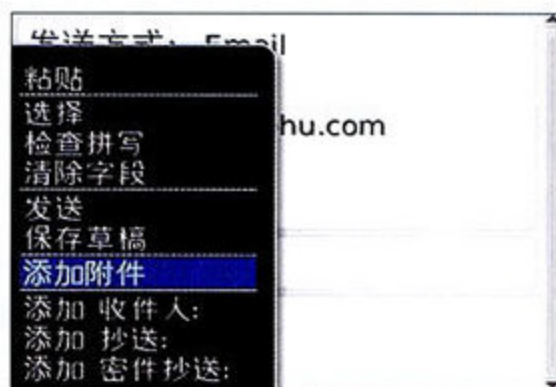 发送方式： Email
粘贴
选择
hu.com
检查拼写
清除字段
发送
保存草稿
添加附件
添加 收件人:
添加 抄送:
添加 密件抄送: